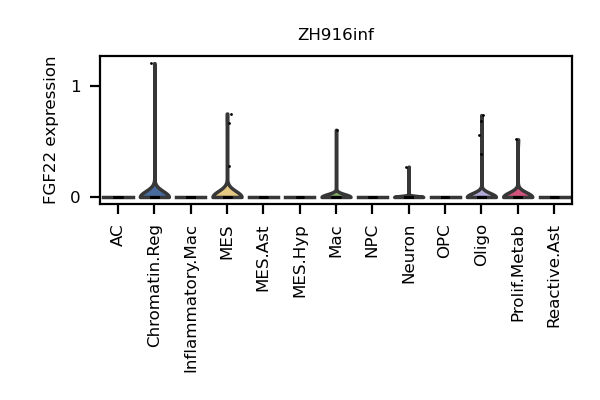 ZH916inf
FGF22 expression
1
0
AC
Chromatin.Reg
Inflammatory.Mac
MES
MES.Ast
MES.Hyp
Mac
NPC
Neuron
OPC
Oligo
Prolif.Metab
Reactive.Ast